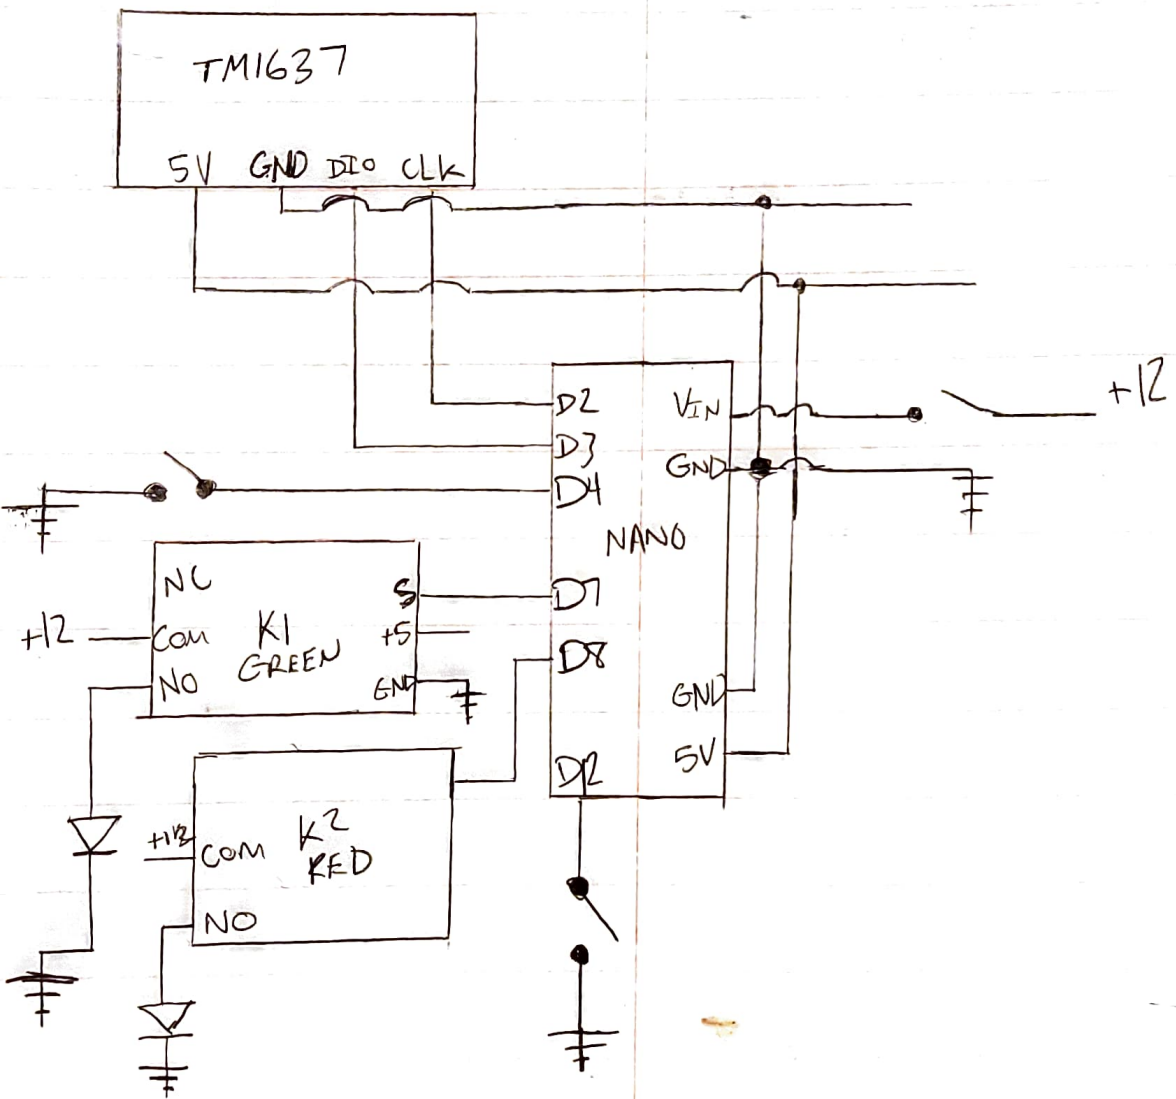 TM1637
5V GND DIO CLK
+12
D2 VIN
D3 GND
D4
NANO
NC S D7
+12 COM K1 +5
GREEN D8
NO GND
GND
D12 5V
K2
+12 COM RED
NO